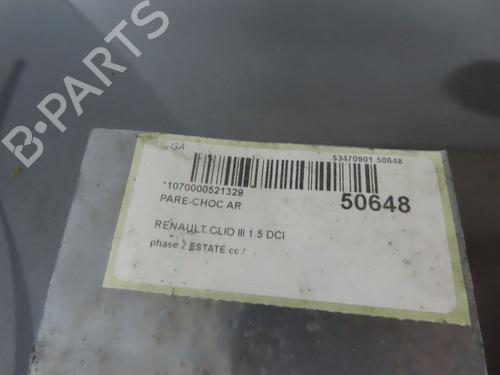 B-PARTS
GA
53470901 50648
*1070000521329
50648
PARE-CHOC AR
RENAULT CLIO III 1.5 DCI
phase 2 ESTATE cc /